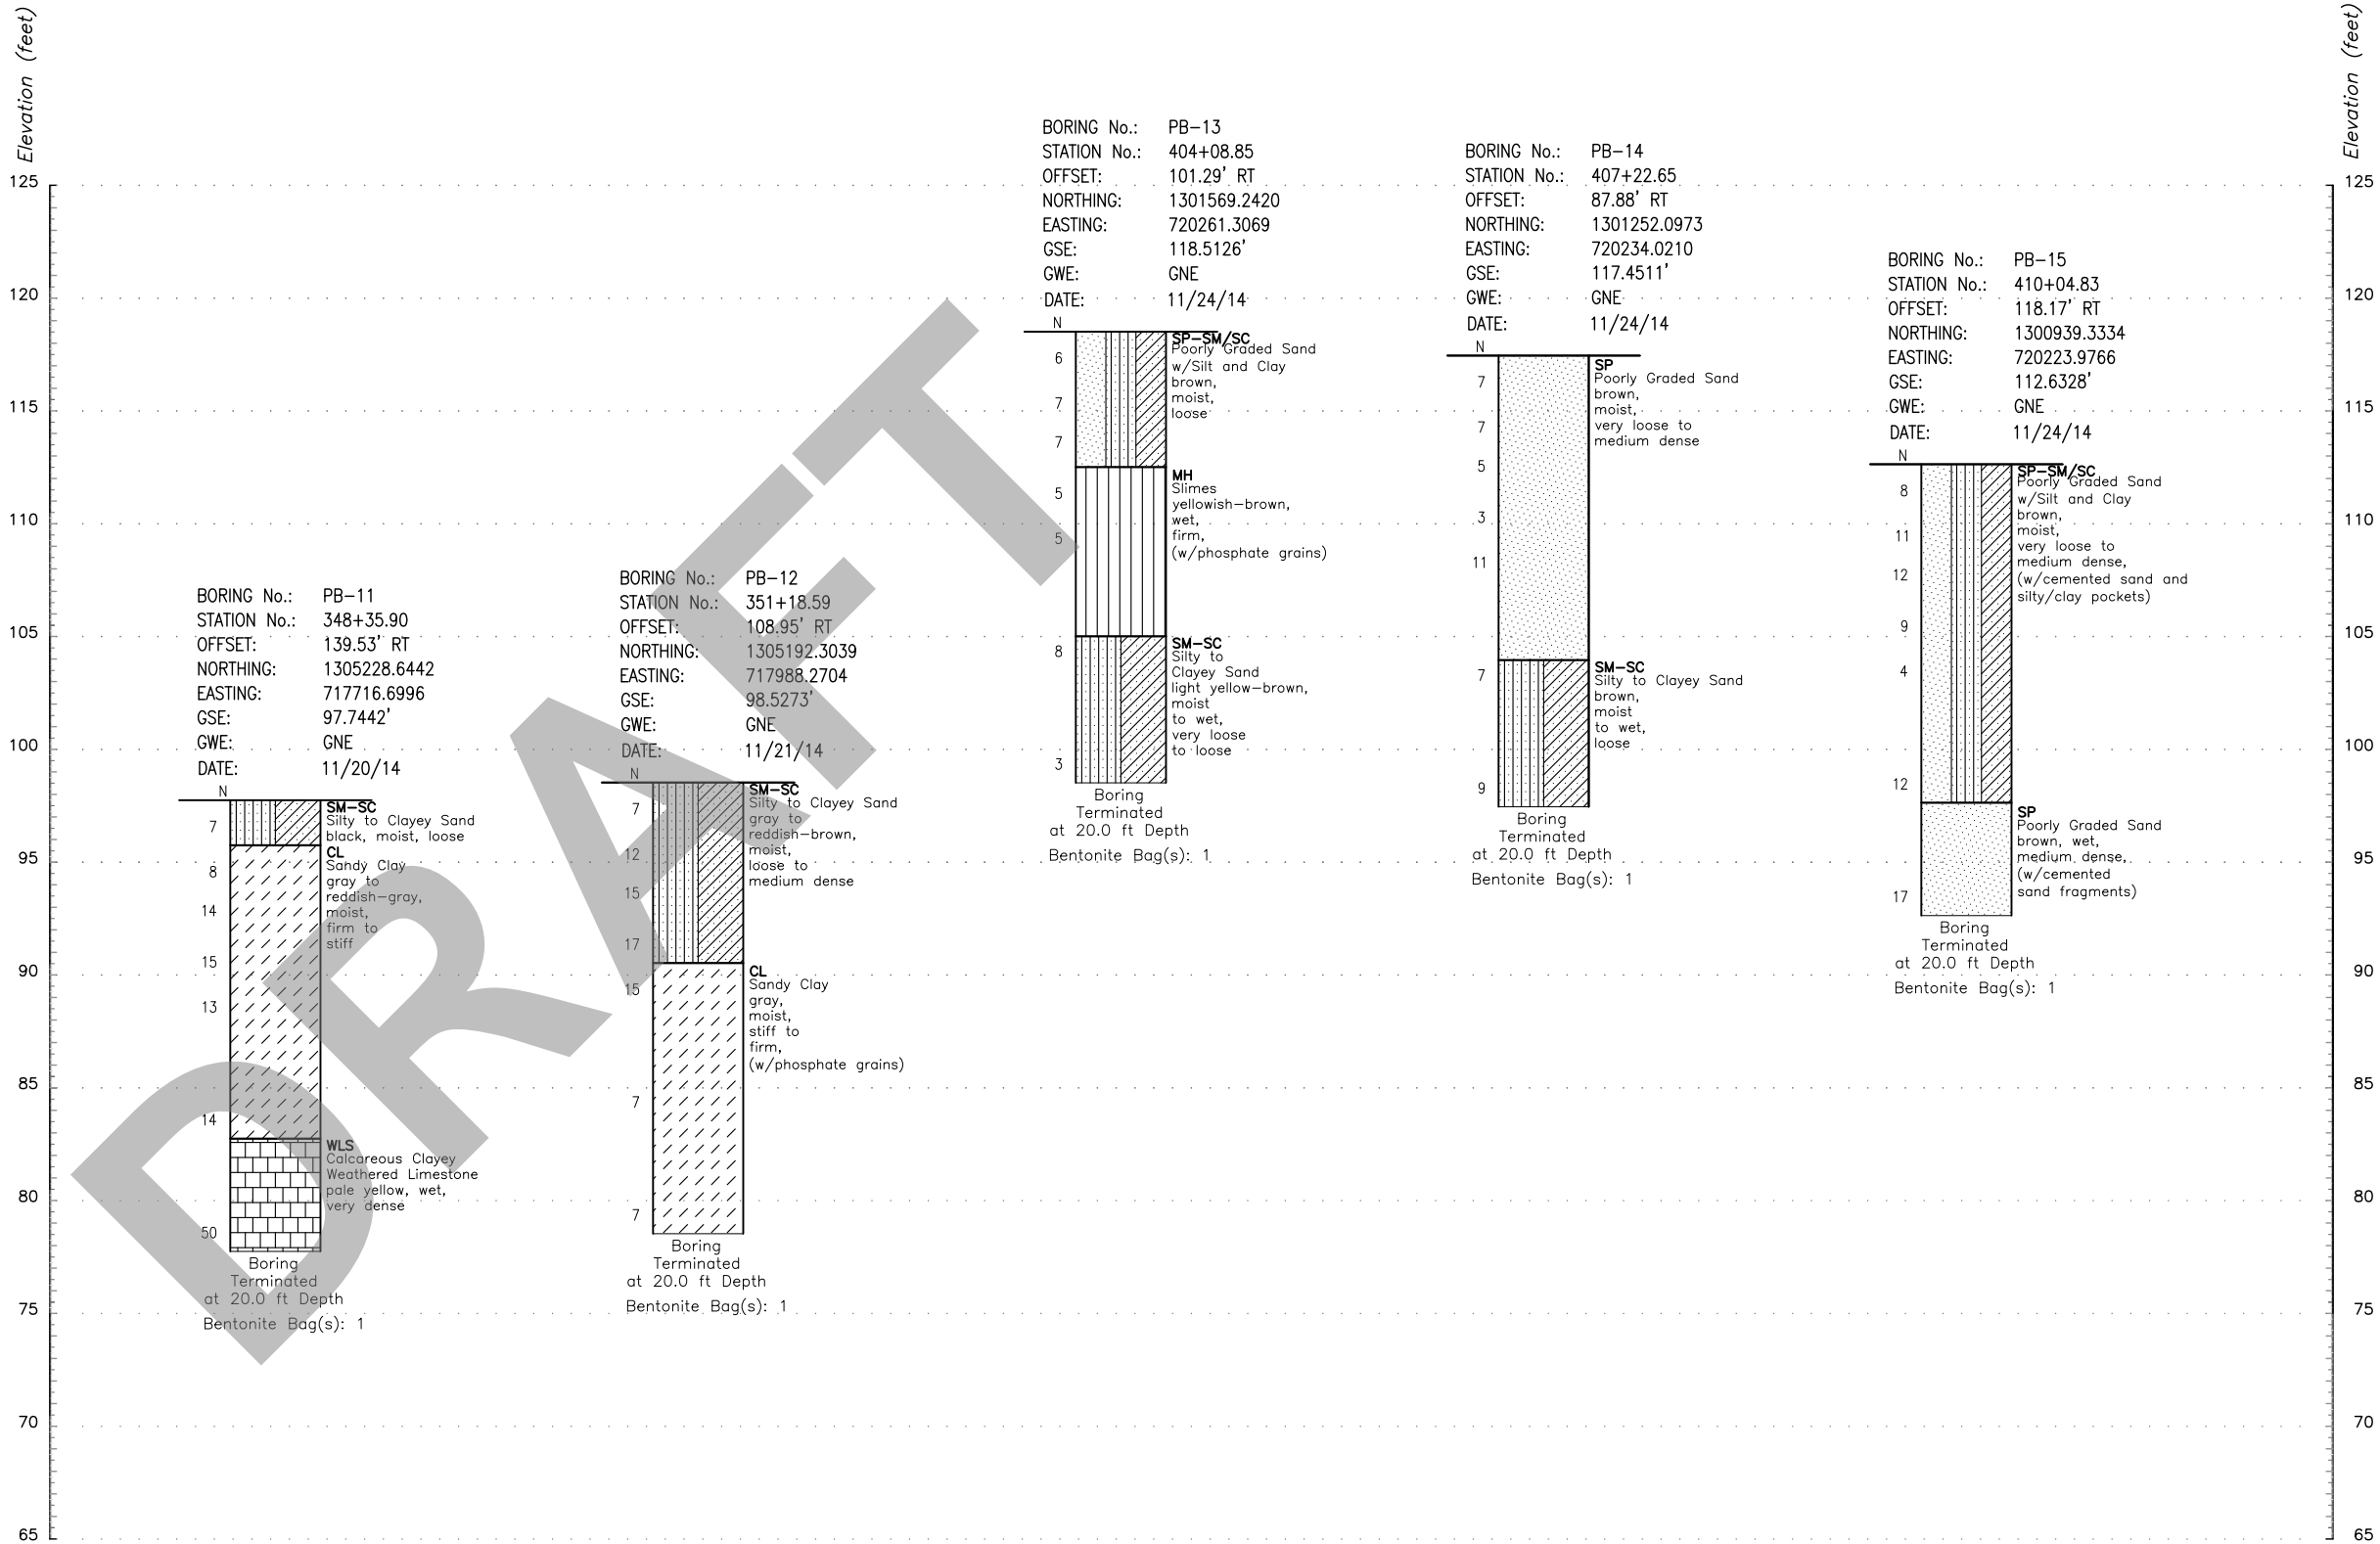 Elevation (feet)
125
120
115
110
105
100
95
90
85
80
75
70
65
BORING No.: PB-11
STATION No.: 348+35.90
OFFSET: 139.53' RT
NORTHING: 1305228.6442
EASTING: 717716.6996
GSE: 97.7442'
GWE: GNE
DATE: 11/20/14
N
7
8
14
15
13
14
50
SM-SC
Silty to Clayey Sand
black, moist, loose
CL
Sandy Clay
gray to
reddish-gray,
moist,
firm to
stiff
WLS
Calcareous Clayey
Weathered Limestone
pale yellow, wet,
very dense
Boring
Terminated
at 20.0 ft Depth
Bentonite Bag(s): 1
BORING No.: PB-12
STATION No.: 351+18.59
OFFSET: 108.95' RT
NORTHING: 1305192.3039
EASTING: 717988.2704
GSE: 98.5273'
GWE: GNE
DATE: 11/21/14
N
7
12
15
17
15
7
7
SM-SC
Silty to Clayey Sand
gray to
reddish-brown,
moist,
loose to
medium dense
CL
Sandy Clay
gray,
moist,
stiff to
firm,
(w/phosphate grains)
Boring
Terminated
at 20.0 ft Depth
Bentonite Bag(s): 1
BORING No.: PB-13
STATION No.: 404+08.85
OFFSET: 101.29' RT
NORTHING: 1301569.2420
EASTING: 720261.3069
GSE: 118.5126'
GWE: GNE
DATE: 11/24/14
N
6
7
7
5
5
8
3
SP-SM/SC
Poorly Graded Sand
w/Silt and Clay
brown,
moist,
loose
MH
Slimes
yellowish-brown,
wet,
firm,
(w/phosphate grains)
SM-SC
Silty to
Clayey Sand
light yellow-brown,
moist
to wet,
very loose
to loose
Boring
Terminated
at 20.0 ft Depth
Bentonite Bag(s): 1
BORING No.: PB-14
STATION No.: 407+22.65
OFFSET: 87.88' RT
NORTHING: 1301252.0973
EASTING: 720234.0210
GSE: 117.4511'
GWE: GNE
DATE: 11/24/14
N
7
7
5
3
11
7
9
SP
Poorly Graded Sand
brown,
moist,
very loose to
medium dense
SM-SC
Silty to Clayey Sand
brown,
moist
to wet,
loose
Boring
Terminated
at 20.0 ft Depth
Bentonite Bag(s): 1
BORING No.: PB-15
STATION No.: 410+04.83
OFFSET: 118.17' RT
NORTHING: 1300939.3334
EASTING: 720223.9766
GSE: 112.6328'
GWE: GNE
DATE: 11/24/14
N
8
11
12
9
4
12
17
SP-SM/SC
Poorly Graded Sand
w/Silt and Clay
brown,
moist,
very loose to
medium dense,
(w/cemented sand and
silty/clay pockets)
SP
Poorly Graded Sand
brown, wet,
medium dense,
(w/cemented
sand fragments)
Boring
Terminated
at 20.0 ft Depth
Bentonite Bag(s): 1
Elevation (feet)
125
120
115
110
105
100
95
90
85
80
75
70
65
DRAFT